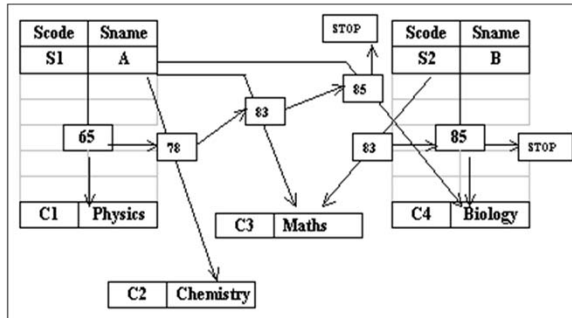 Scode Sname
S1 A
STOP
Scode Sname
S2 B
85
83
65
78
83
85
STOP
C1 Physics
C3 Maths
C4 Biology
C2 Chemistry